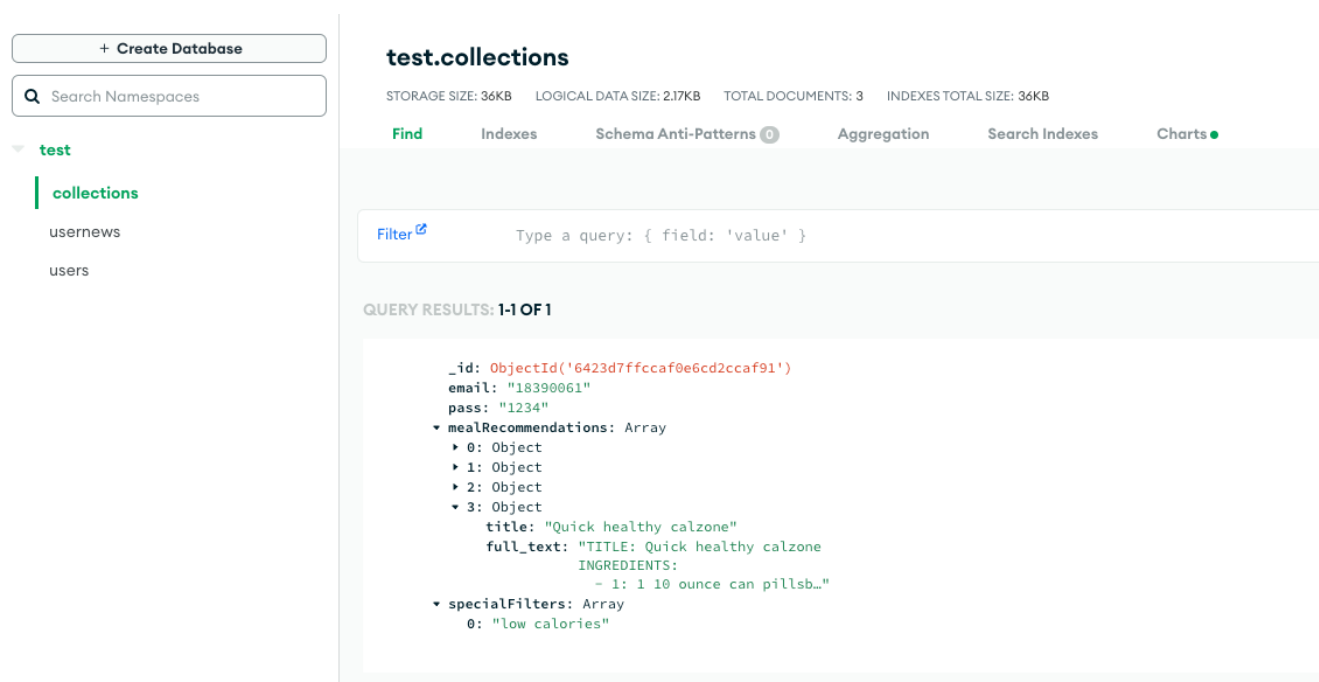 + Create Database
Search Namespaces
test
collections
usernews
users
test.collections
STORAGE SIZE: 36KB LOGICAL DATA SIZE: 2.17KB TOTAL DOCUMENTS: 3 INDEXES TOTAL SIZE: 36KB
Find Indexes Schema Anti-Patterns 0 Aggregation Search Indexes Charts
Filter Type a query: { field: 'value' }
QUERY RESULTS: 1-1 OF 1
_id: ObjectId('6423d7ffccaf0e6cd2ccaf91')
email: "18390061"
pass: "1234"
mealRecommendations: Array
0: Object
1: Object
2: Object
3: Object
title: "Quick healthy calzone"
full_text: "TITLE: Quick healthy calzone
INGREDIENTS:
- 1: 1 10 ounce can pillsb…"
specialFilters: Array
0: "low calories"